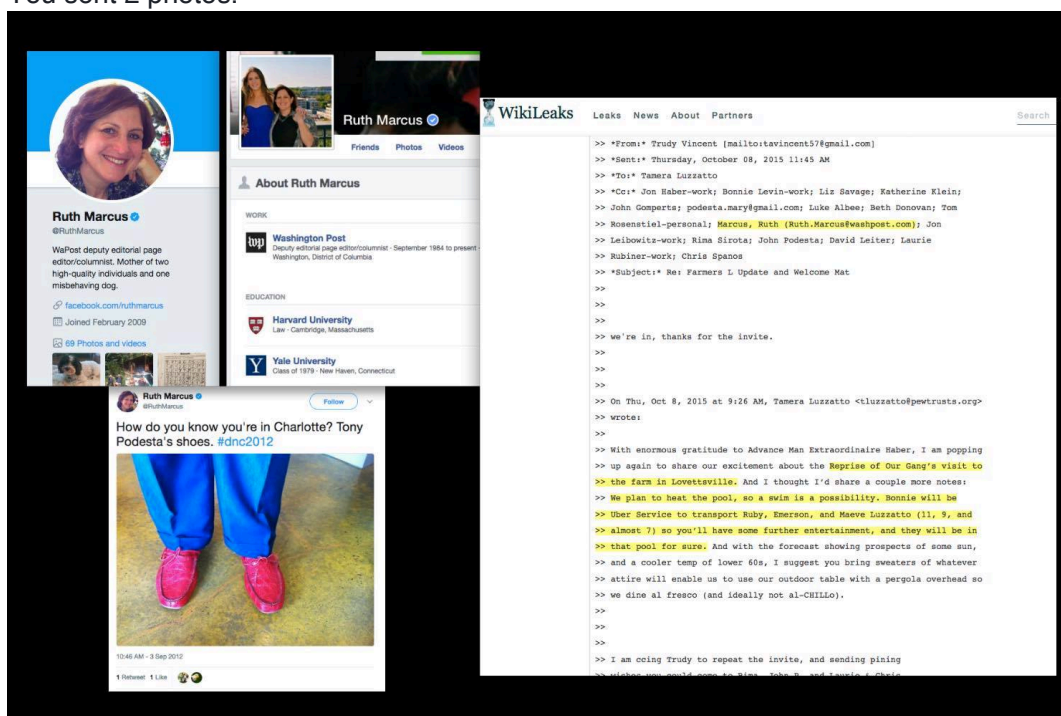 You sent 2 photos.
Ruth Marcus
@RuthMarcus
WaPost deputy editorial page
editor/columnist. Mother of two
high-quality individuals and one
misbehaving dog.
facebook.com/ruthmarcus
Joined February 2009
69 Photos and videos
Ruth Marcus
Friends Photos Videos
About Ruth Marcus
WORK
wp
Washington Post
Deputy editorial page editor/columnist · September 1984 to present ·
Washington, District of Columbia
EDUCATION
Harvard University
Law · Cambridge, Massachusetts
Y
Yale University
Class of 1979 · New Haven, Connecticut
Ruth Marcus
@RuthMarcus
Follow
How do you know you're in Charlotte? Tony
Podesta's shoes. #dnc2012
10:46 AM - 3 Sep 2012
1 Retweet 1 Like
WikiLeaks
Leaks News About Partners
Search
>> *From:* Trudy Vincent [mailto:tavincent57@gmail.com]
>> *Sent:* Thursday, October 08, 2015 11:45 AM
>> *To:* Tamera Luzzatto
>> *Cc:* Jon Haber-work; Bonnie Levin-work; Liz Savage; Katherine Klein;
>> John Gomperts; podesta.mary@gmail.com; Luke Albee; Beth Donovan; Tom
>> Rosenstiel-personal; Marcus, Ruth (Ruth.Marcus@washpost.com); Jon
>> Leibowitz-work; Rima Sirota; John Podesta; David Leiter; Laurie
>> Rubiner-work; Chris Spanos
>> *Subject:* Re: Farmers L Update and Welcome Mat
>>
>>
>>
>> we're in, thanks for the invite.
>>
>>
>>
>> On Thu, Oct 8, 2015 at 9:26 AM, Tamera Luzzatto <tluzzatto@pewtrusts.org>
>> wrote:
>>
>> With enormous gratitude to Advance Man Extraordinaire Haber, I am popping
>> up again to share our excitement about the Reprise of Our Gang's visit to
>> the farm in Lovettsville. And I thought I'd share a couple more notes:
>> We plan to heat the pool, so a swim is a possibility. Bonnie will be
>> Uber Service to transport Ruby, Emerson, and Maeve Luzzatto (11, 9, and
>> almost 7) so you'll have some further entertainment, and they will be in
>> that pool for sure. And with the forecast showing prospects of some sun,
>> and a cooler temp of lower 60s, I suggest you bring sweaters of whatever
>> attire will enable us to use our outdoor table with a pergola overhead so
>> we dine al fresco (and ideally not al-CHILLo).
>>
>>
>>
>> I am ccing Trudy to repeat the invite, and sending pining
>> wishes you could come to Rima, John P. and Laurie & Chris